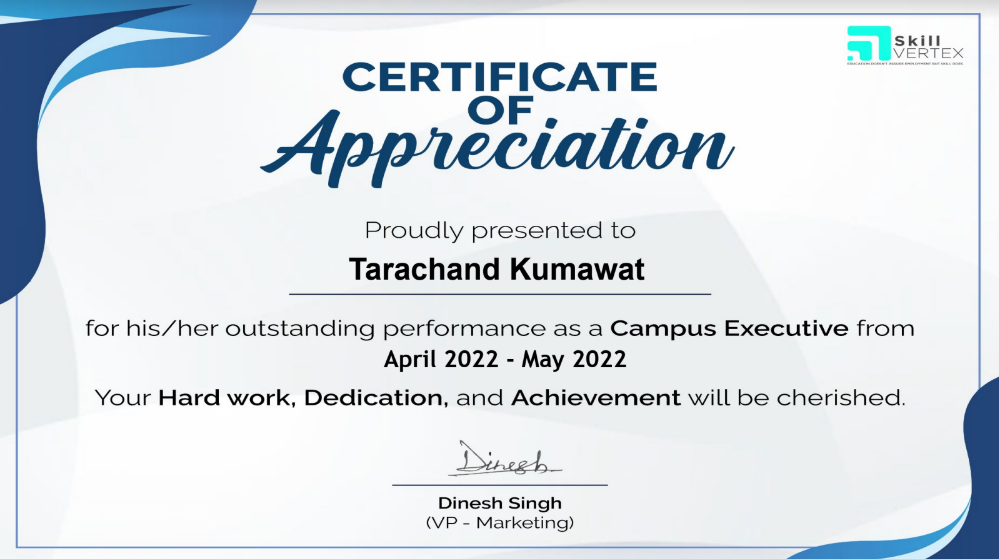 Skill
VERTEX
CERTIFICATE
OF
Appreciation
Proudly presented to
Tarachand Kumawat
for his/her outstanding performance as a Campus Executive from
April 2022 - May 2022
Your Hard work, Dedication, and Achievement will be cherished.
Dinesh
Dinesh Singh
(VP - Marketing)